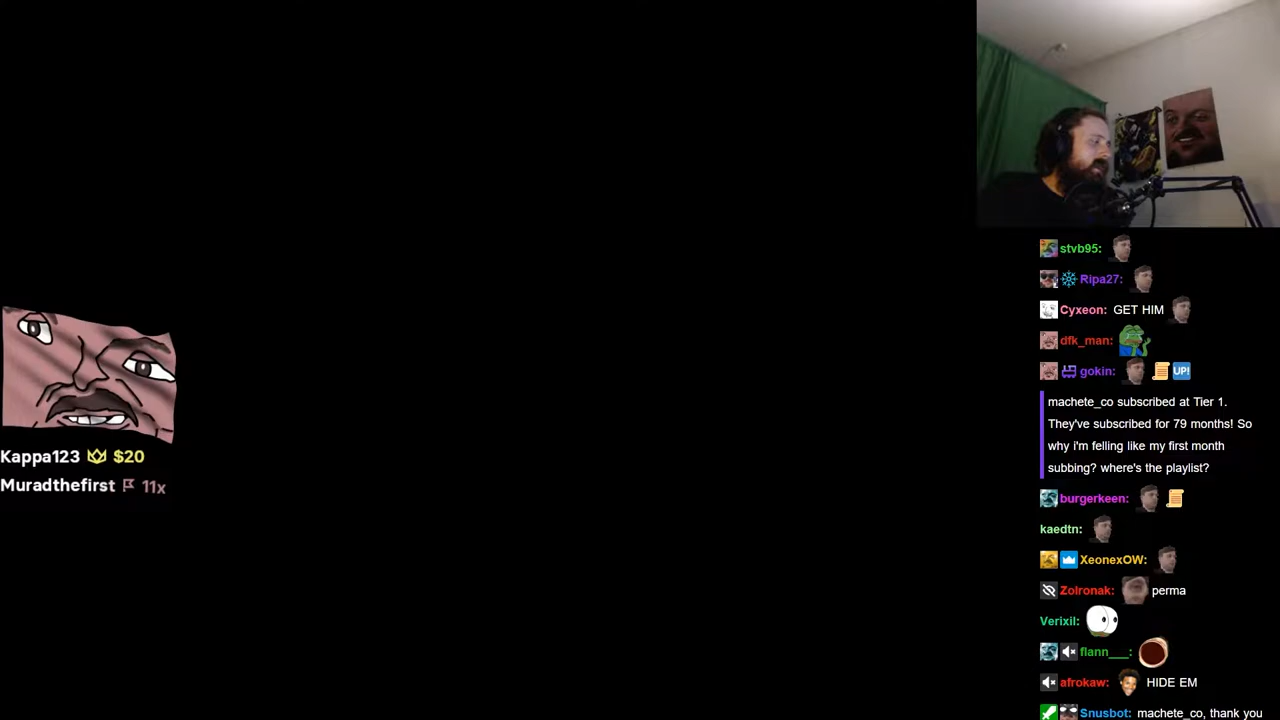 stvb95:
Ripa27:
Cyxeon: GET HIM
dfk_man:
gokin: UP!
machete_co subscribed at Tier 1.
They've subscribed for 79 months! So
why i'm felling like my first month
subbing? where's the playlist?
Kappa123 $20
Muradthefirst 11x
burgerkeen:
kaedtn:
XeonexOW:
Zolronak: perma
Verixil:
flann___:
afrokaw: HIDE EM
Snusbot: machete_co, thank you